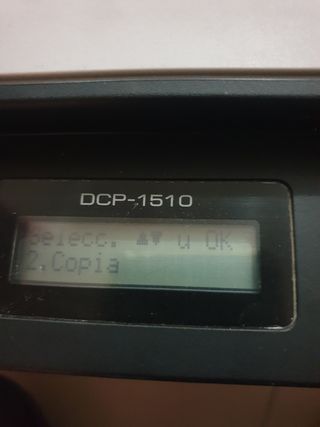 DCP-1510
Selecc. ▲▼ u OK
2.Copia